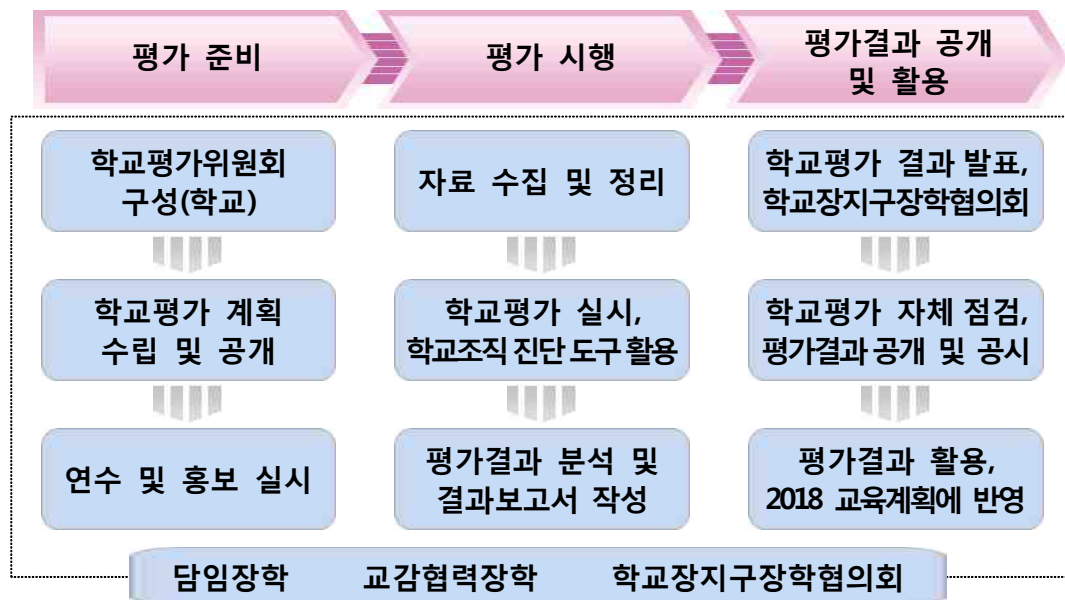 평가 준비
평가 시행
평가결과 공개
및 활용
학교평가위원회
구성(학교)
학교평가 계획
수립 및 공개
연수 및 홍보 실시
자료 수집 및 정리
학교평가 실시,
학교조직 진단 도구 활용
평가결과 분석 및
결과보고서 작성
학교평가 결과 발표,
학교장지구장학협의회
학교평가 자체 점검,
평가결과 공개 및 공시
평가결과 활용,
2018 교육계획에 반영
담임장학 교감협력장학 학교장지구장학협의회